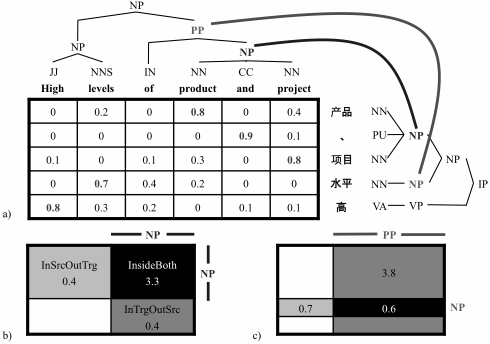 NP
PP
NP NP
JJ NNS IN NN CC NN
High levels of product and project
0 0.2 0 0.8 0 0.4 产品 NN
0 0 0 0 0.9 0.1 、 PU NP
0.1 0 0.1 0.3 0 0.8 项目 NN NP
0 0.7 0.4 0.2 0 0 水平 NN NP IP
a) 0.8 0.3 0.2 0 0.1 0.1 高 VA VP
NP
InSrcOutTrg InsideBoth
0.4 3.3
NP
InTrgOutSrc
0.4
b)
PP
3.8
0.7 0.6 NP
c)